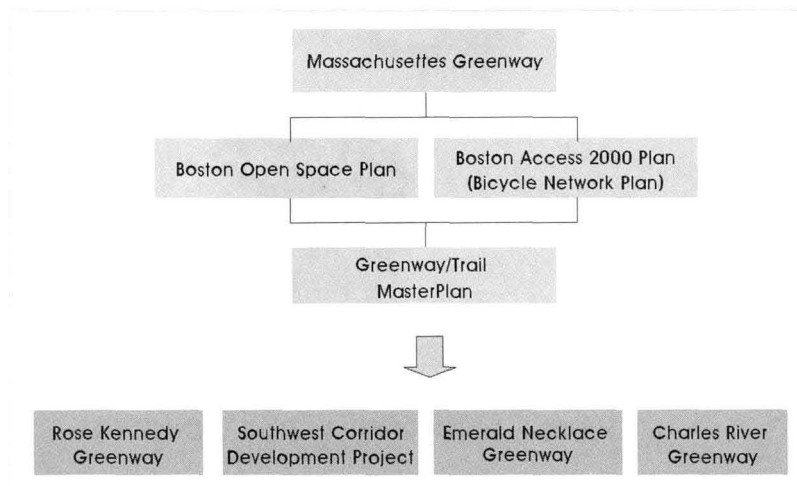 Massachusettes Greenway
Boston Open Space Plan
Boston Access 2000 Plan
(Bicycle Network Plan)
Greenway/Trail
MasterPlan
Rose Kennedy
Greenway
Southwest Corridor
Development Project
Emerald Necklace
Greenway
Charles River
Greenway